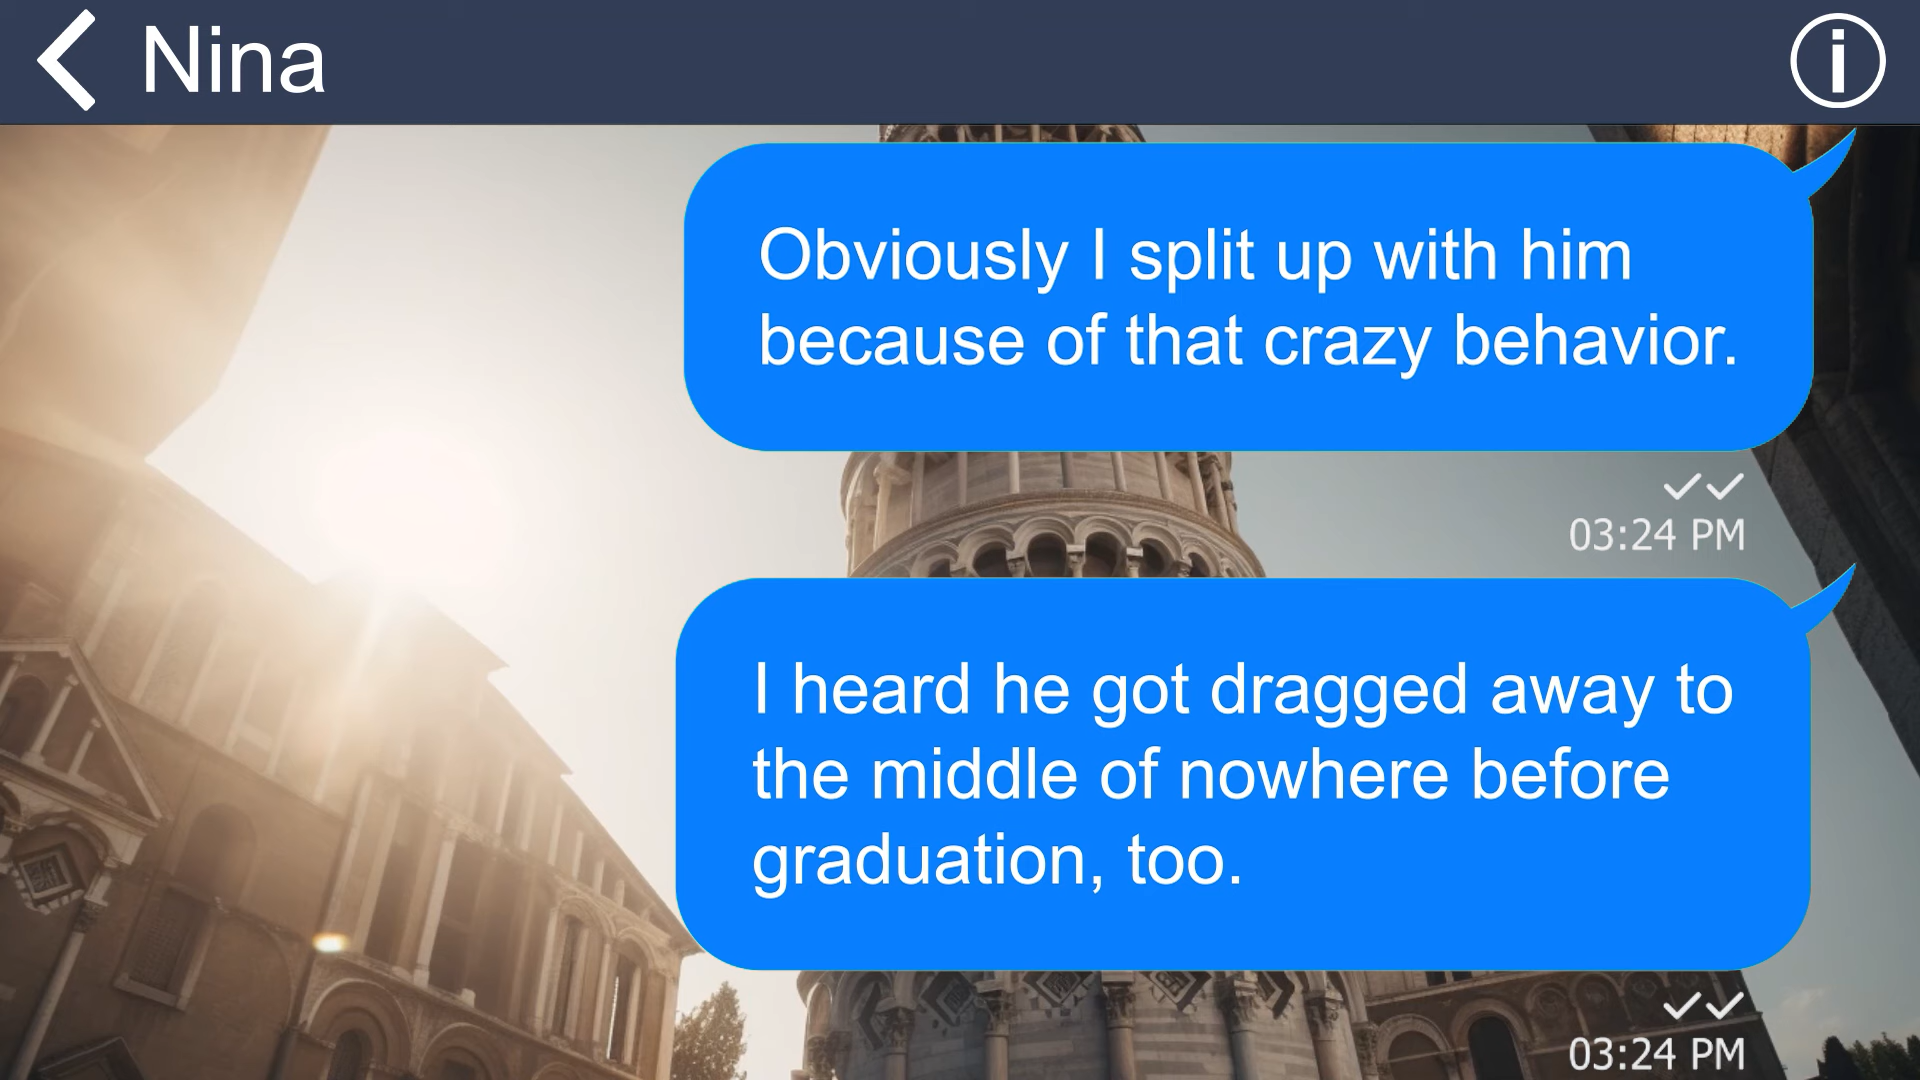 Nina
Obviously I split up with him
because of that crazy behavior.
03:24 PM
I heard he got dragged away to
the middle of nowhere before
graduation, too.
03:24 PM